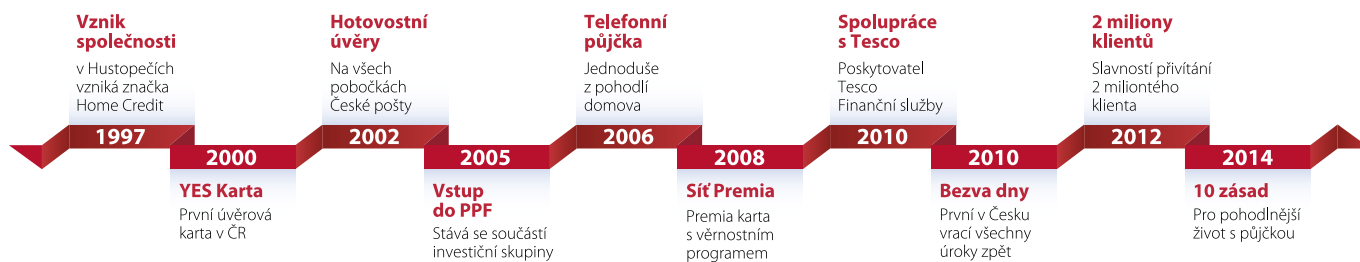 Vznik
společnosti
v Hustopečích
vzniká značka
Home Credit
1997
2000
YES Karta
První úvěrová
karta v ČR
Hotovostní
úvěry
Na všech
pobočkách
České pošty
2002
2005
Vstup
do PPF
Stává se součástí
investiční skupiny
Telefonní
půjčka
Jednoduše
z pohodlí
domova
2006
2008
Síť Premia
Premia karta
s věrnostním
programem
Spolupráce
s Tesco
Poskytovatel
Tesco
Finanční služby
2010
2010
Bezva dny
První v Česku
vrací všechny
úroky zpět
2 miliony
klientů
Slavností přivítání
2 miliontého
klienta
2012
2014
10 zásad
Pro pohodlnější
život s půjčkou